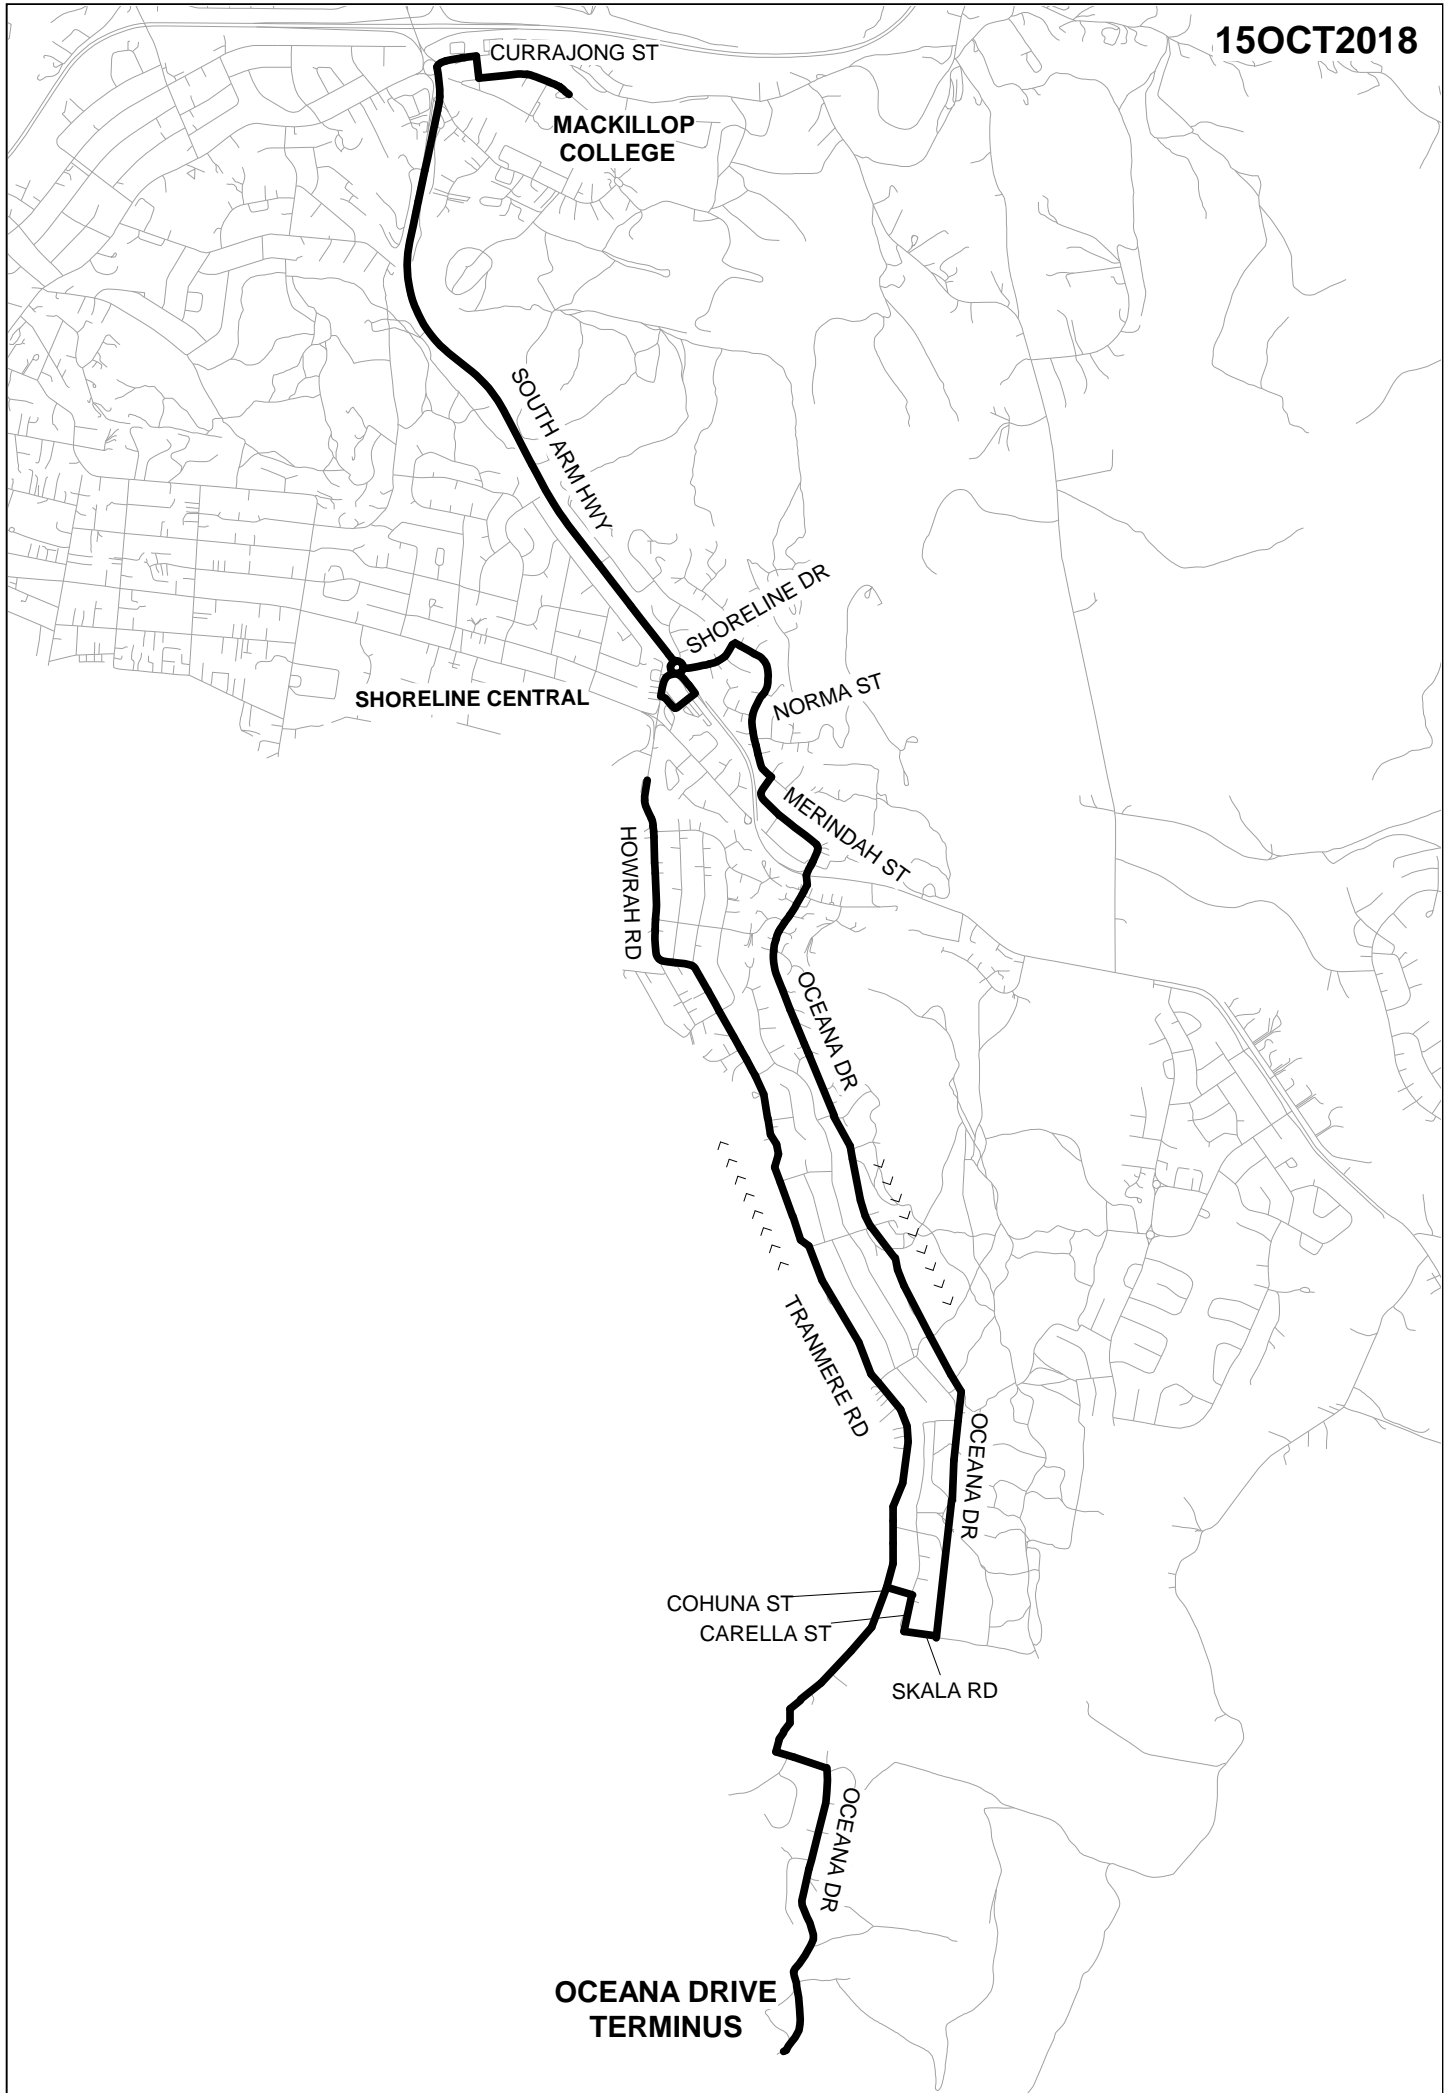 15OCT2018
CURRAJONG ST
MACKILLOP
COLLEGE
SOUTH ARM HWY
SHORELINE DR
SHORELINE CENTRAL
NORMA ST
MERINDAH ST
HOWRAH RD
OCEANA DR
TRANMERE RD
OCEANA DR
COHUNA ST
CARELLA ST
SKALA RD
OCEANA DR
OCEANA DRIVE
TERMINUS